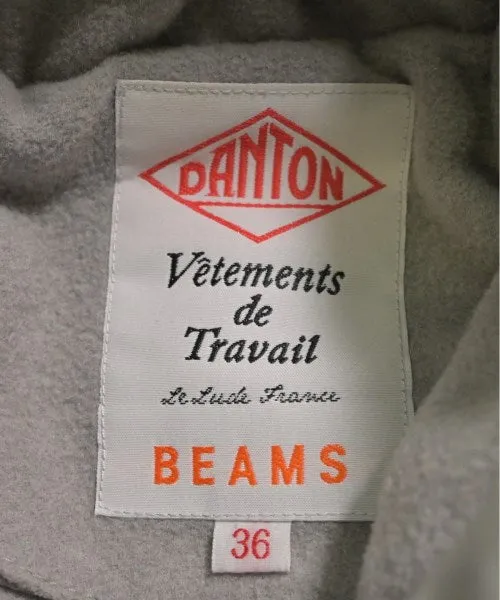 DANTON
Vêtements
de
Travail
Le Lude France
BEAMS
36